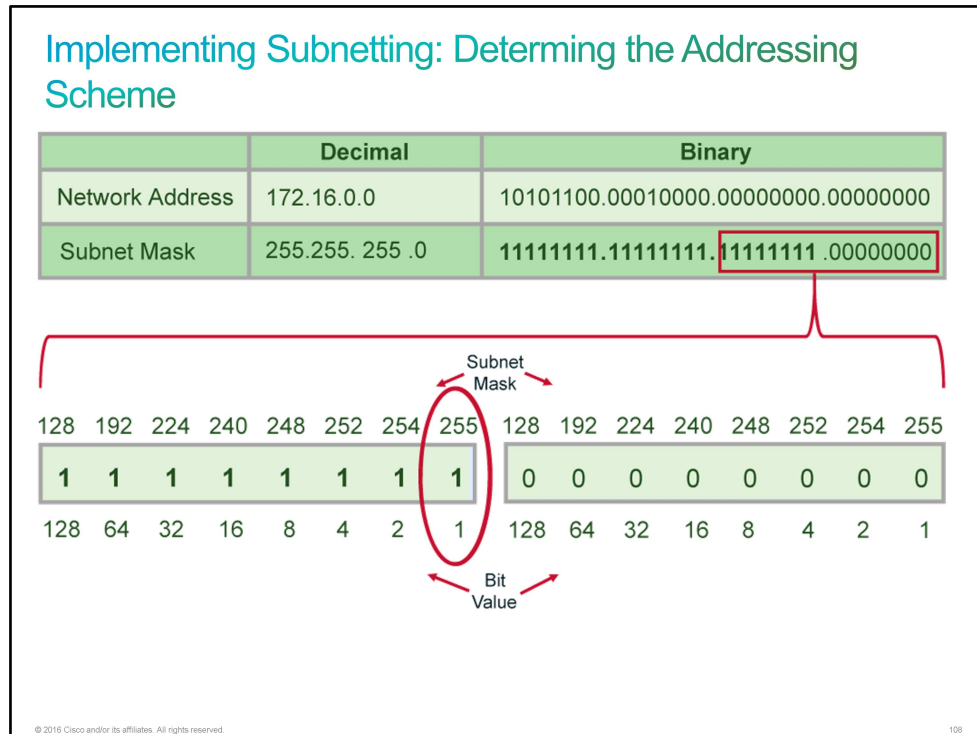 Implementing Subnetting: Determing the Addressing
Scheme
Decimal Binary
Network Address 172.16.0.0 10101100.00010000.00000000.00000000
Subnet Mask 255.255. 255 .0 11111111.11111111.11111111 .00000000
Subnet
Mask
128 192 224 240 248 252 254 255 128 192 224 240 248 252 254 255
1 1 1 1 1 1 1 1 0 0 0 0 0 0 0 0
128 64 32 16 8 4 2 1 128 64 32 16 8 4 2 1
Bit
Value
© 2016 Cisco and/or its affiliates. All rights reserved. 108